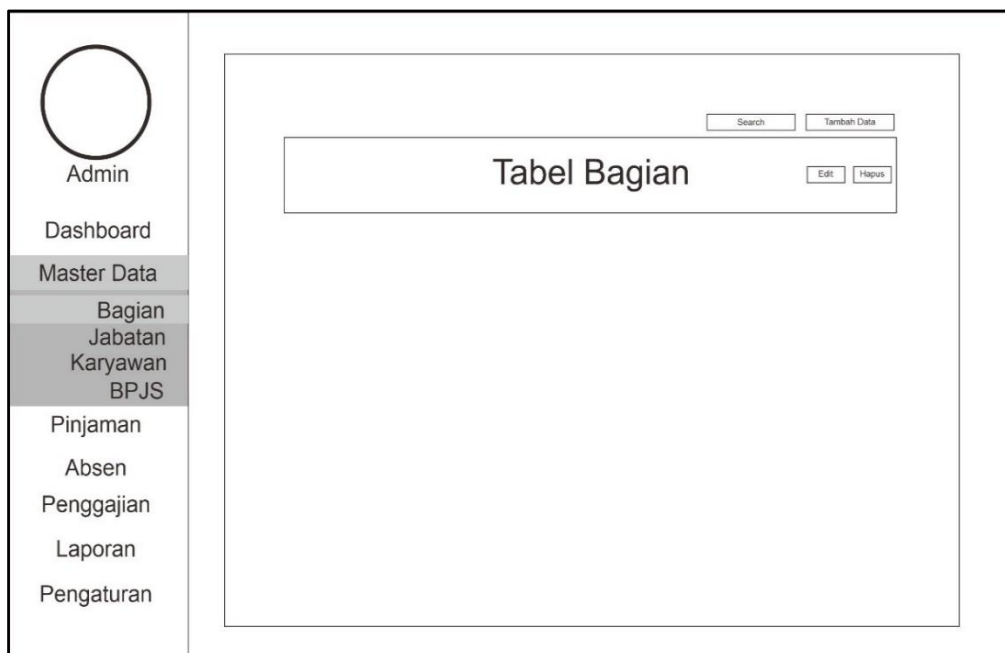 Admin
Dashboard
Master Data
Bagian
Jabatan
Karyawan
BPJS
Pinjaman
Absen
Penggajian
Laporan
Pengaturan
Search
Tambah Data
Tabel Bagian
Edit
Hapus